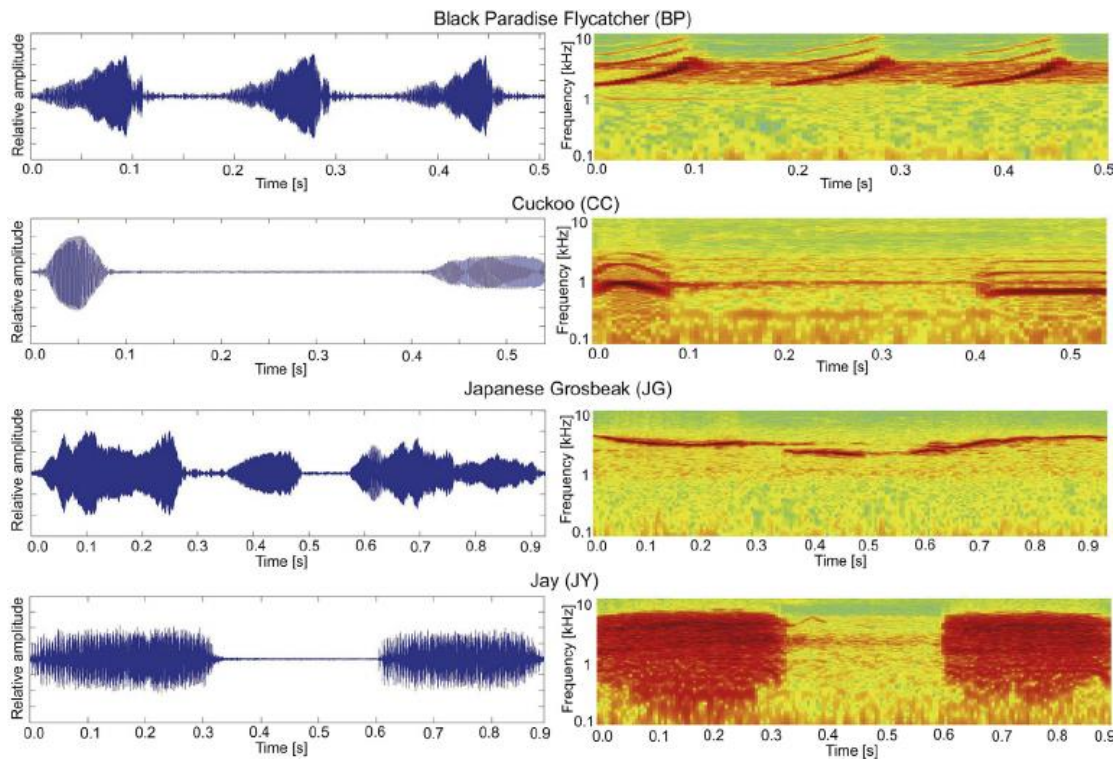 Black Paradise Flycatcher (BP)
Relative amplitude
0.0 0.1 0.2 0.3 0.4 0.5
Time [s]
Frequency [kHz]
10
1
0.1
0.1 0.2 0.3 0.4 0.5
Time [s]
Cuckoo (CC)
Relative amplitude
0.0 0.1 0.2 0.3 0.4 0.5
Time [s]
Frequency [kHz]
10
1
0.1
0.0 0.1 0.2 0.3 0.4 0.5
Time [s]
Japanese Grosbeak (JG)
Relative amplitude
0.0 0.1 0.2 0.3 0.4 0.5 0.6 0.7 0.8 0.9
Time [s]
Frequency [kHz]
10
1
0.1
0.0 0.1 0.2 0.3 0.4 0.5 0.6 0.7 0.8 0.9
Time [s]
Jay (JY)
Relative amplitude
0.0 0.1 0.2 0.3 0.4 0.5 0.6 0.7 0.8 0.9
Time [s]
Frequency [kHz]
10
1
0.1
0.0 0.1 0.2 0.3 0.4 0.5 0.6 0.7 0.8 0.9
Time [s]